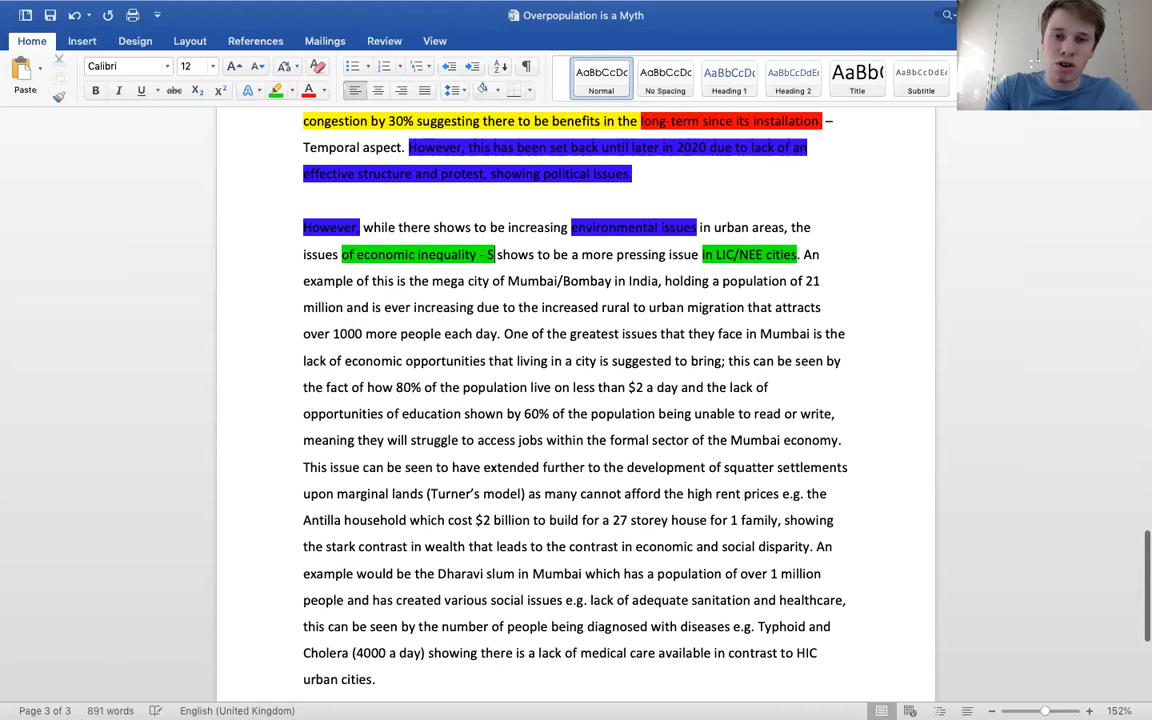 Overpopulation is a Myth
Home Insert Design Layout References Mailings Review View
Calibri 12
Paste
AaBbCcDc AaBbCcDc AaBbCcDc AaBbCcDdEe AaBb( AaBbCcDdEe
Normal No Spacing Heading 1 Heading 2 Title Subtitle
congestion by 30% suggesting there to be benefits in the long-term since its installation. –
Temporal aspect. However, this has been set back until later in 2020 due to lack of an
effective structure and protest, showing political issues.
However, while there shows to be increasing environmental issues in urban areas, the
issues of economic inequality - S shows to be a more pressing issue in LIC/NEE cities. An
example of this is the mega city of Mumbai/Bombay in India, holding a population of 21
million and is ever increasing due to the increased rural to urban migration that attracts
over 1000 more people each day. One of the greatest issues that they face in Mumbai is the
lack of economic opportunities that living in a city is suggested to bring; this can be seen by
the fact of how 80% of the population live on less than $2 a day and the lack of
opportunities of education shown by 60% of the population being unable to read or write,
meaning they will struggle to access jobs within the formal sector of the Mumbai economy.
This issue can be seen to have extended further to the development of squatter settlements
upon marginal lands (Turner's model) as many cannot afford the high rent prices e.g. the
Antilla household which cost $2 billion to build for a 27 storey house for 1 family, showing
the stark contrast in wealth that leads to the contrast in economic and social disparity. An
example would be the Dharavi slum in Mumbai which has a population of over 1 million
people and has created various social issues e.g. lack of adequate sanitation and healthcare,
this can be seen by the number of people being diagnosed with diseases e.g. Typhoid and
Cholera (4000 a day) showing there is a lack of medical care available in contrast to HIC
urban cities.
Page 3 of 3 891 words English (United Kingdom) 152%